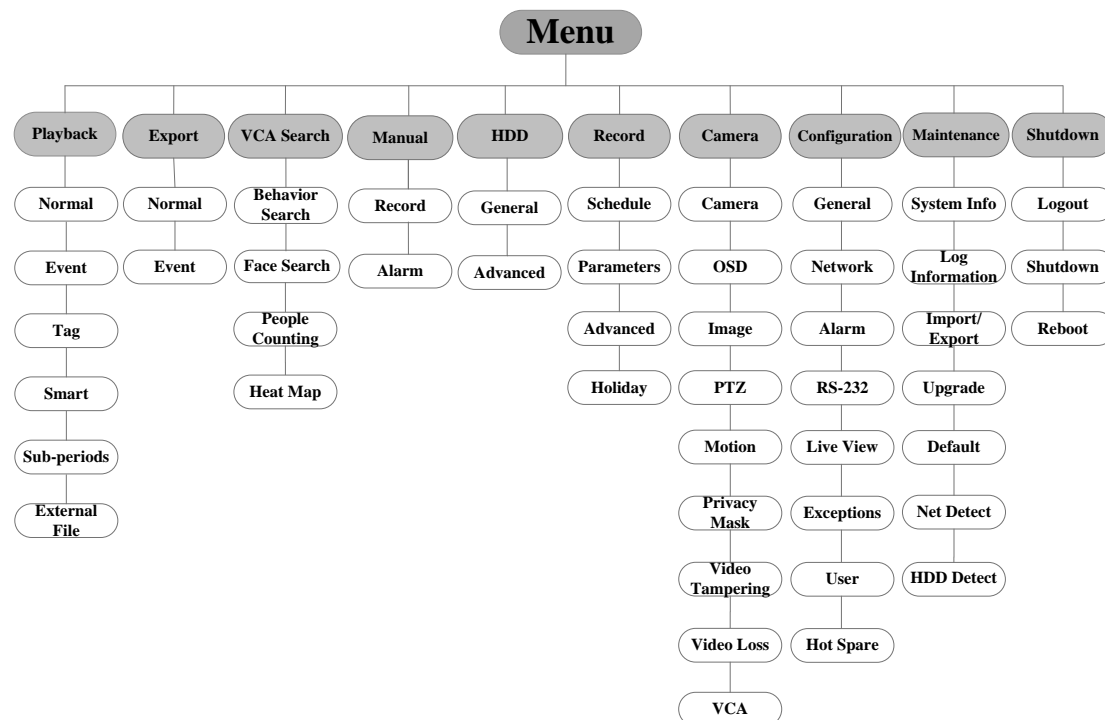 Menu
Playback
Export
VCA Search
Manual
HDD
Record
Camera
Configuration
Maintenance
Shutdown
Normal
Event
Tag
Smart
Sub-periods
External
File
Normal
Event
Behavior
Search
Face Search
People
Counting
Heat Map
Record
Alarm
General
Advanced
Schedule
Parameters
Advanced
Holiday
Camera
OSD
Image
PTZ
Motion
Privacy
Mask
Video
Tampering
Video Loss
VCA
General
Network
Alarm
RS-232
Live View
Exceptions
User
Hot Spare
System Info
Log
Information
Import/
Export
Upgrade
Default
Net Detect
HDD Detect
Logout
Shutdown
Reboot